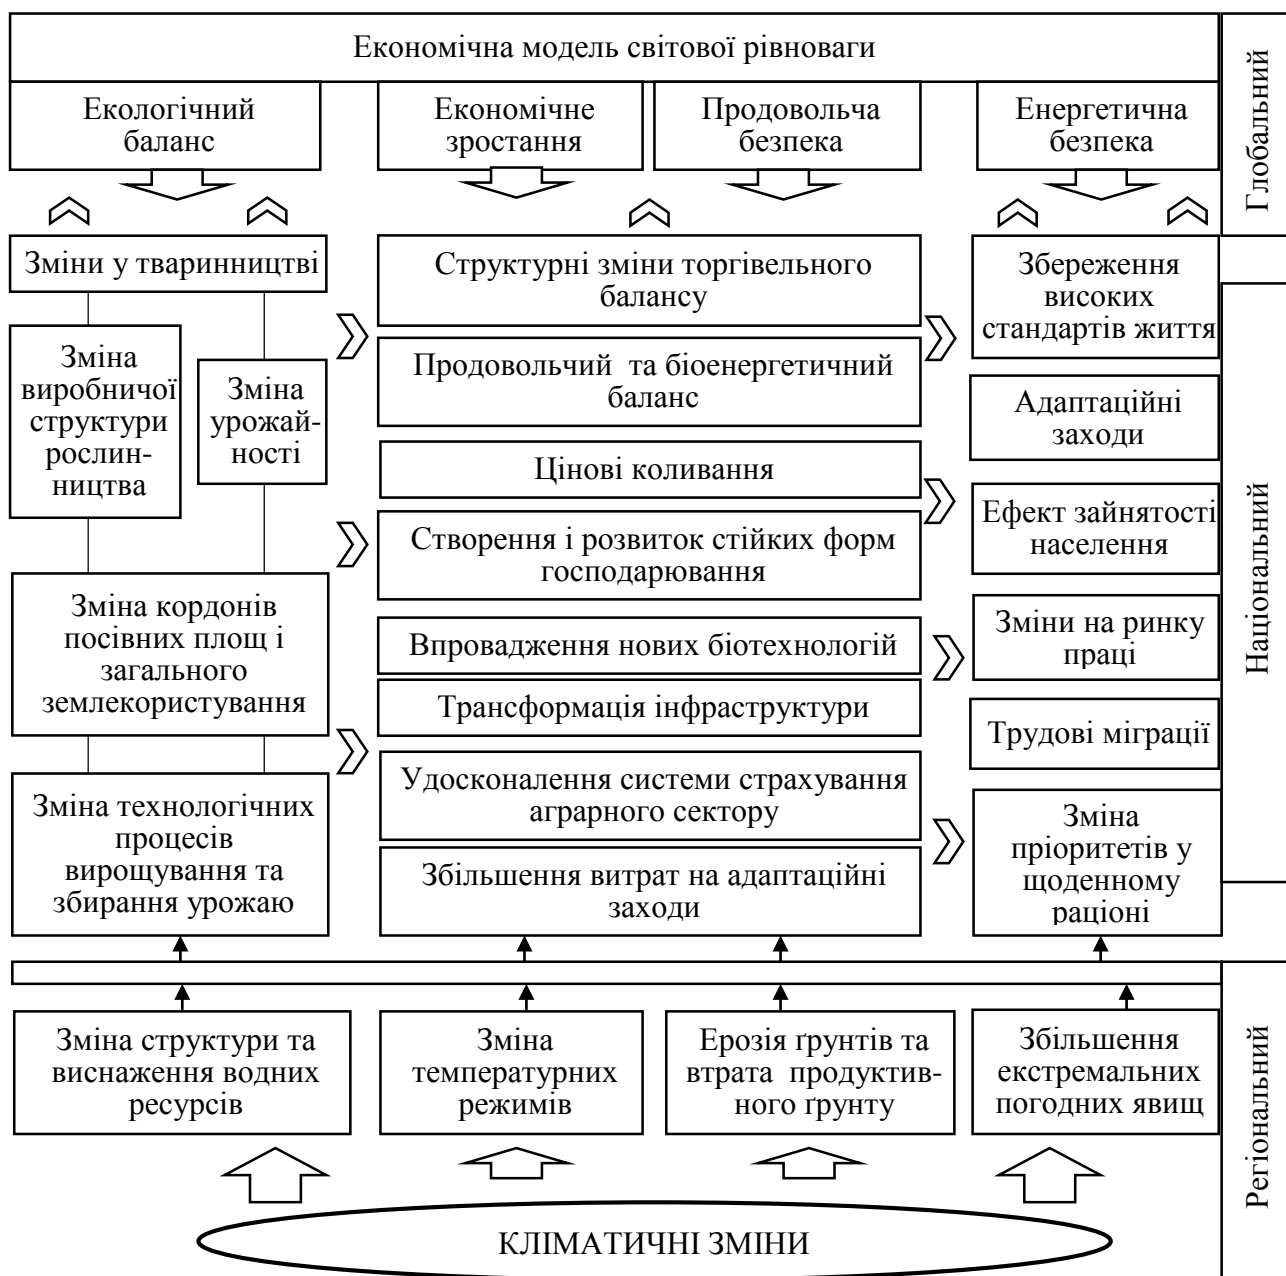 Економічна модель світової рівноваги
Екологічний
баланс
Економічне
зростання
Продовольча
безпека
Енергетична
безпека
Глобальний
Зміни у тваринництві
Зміна
виробничої
структури
рослин-
ництва
Зміна
урожай-
ності
Зміна кордонів
посівних площ і
загального
землекористування
Зміна технологічних
процесів
вирощування та
збирання урожаю
Структурні зміни торгівельного
балансу
Продовольчий та біоенергетичний
баланс
Цінові коливання
Створення і розвиток стійких форм
господарювання
Впровадження нових біотехнологій
Трансформація інфраструктури
Удосконалення системи страхування
аграрного сектору
Збільшення витрат на адаптаційні
заходи
Збереження
високих
стандартів життя
Адаптаційні
заходи
Ефект зайнятості
населення
Зміни на ринку
праці
Трудові міграції
Зміна
пріоритетів у
щоденному
раціоні
Національний
Зміна структури та
виснаження водних
ресурсів
Зміна
температурних
режимів
Ерозія ґрунтів та
втрата продуктив-
ного ґрунту
Збільшення
екстремальних
погодних явищ
Регіональний
КЛІМАТИЧНІ ЗМІНИ